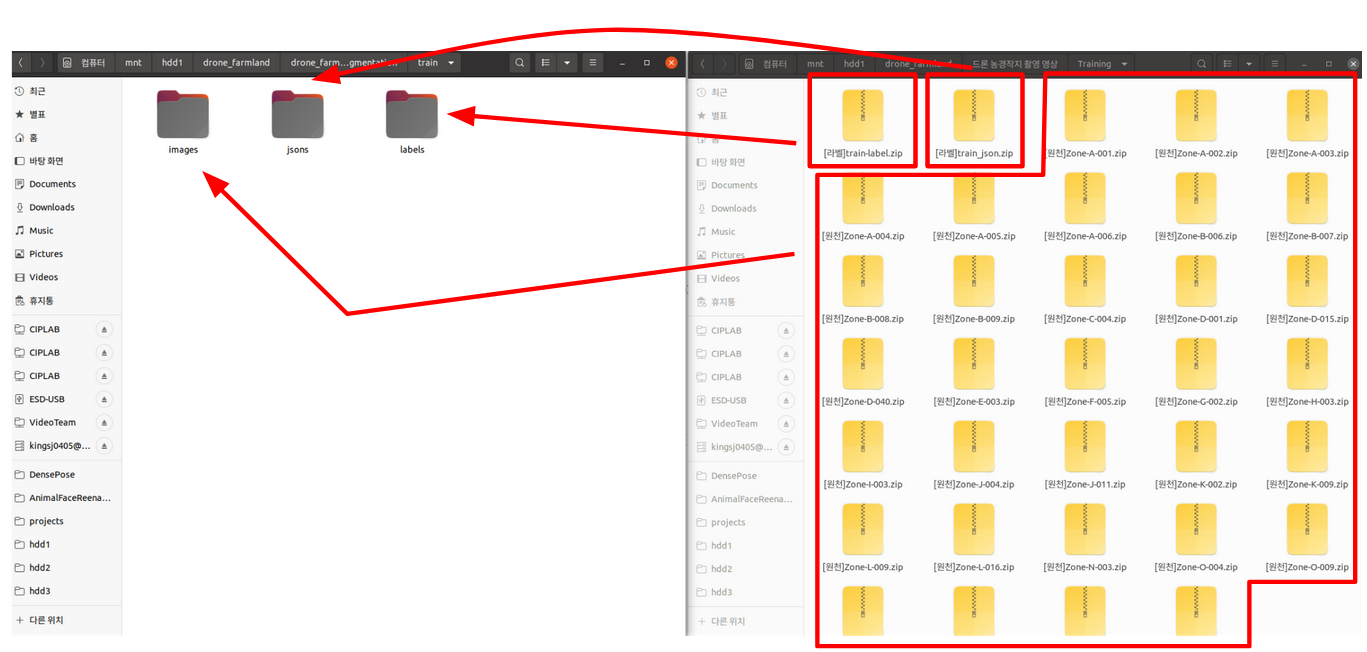 컴퓨터 mnt hdd1 drone_farmland drone_farm...gmentation train
최근
별표
홈
바탕 화면
Documents
Downloads
Music
Pictures
Videos
휴지통
CIPLAB
CIPLAB
CIPLAB
ESD-USB
VideoTeam
kingsj0405@...
DensePose
AnimalFaceReena...
projects
hdd1
hdd2
hdd3
다른 위치
images jsons labels
컴퓨터 mnt hdd1 drone_farmland 드론 농경작지 촬영 영상 Training
최근
별표
홈
바탕 화면
Documents
Downloads
Music
Pictures
Videos
휴지통
CIPLAB
CIPLAB
CIPLAB
ESD-USB
VideoTeam
kingsj0405@...
DensePose
AnimalFaceReena...
projects
hdd1
hdd2
hdd3
다른 위치
[라벨]train-label.zip [라벨]train_json.zip [원천]Zone-A-001.zip [원천]Zone-A-002.zip [원천]Zone-A-003.zip
[원천]Zone-A-004.zip [원천]Zone-A-005.zip [원천]Zone-A-006.zip [원천]Zone-B-006.zip [원천]Zone-B-007.zip
[원천]Zone-B-008.zip [원천]Zone-B-009.zip [원천]Zone-C-004.zip [원천]Zone-D-001.zip [원천]Zone-D-015.zip
[원천]Zone-D-040.zip [원천]Zone-E-003.zip [원천]Zone-F-005.zip [원천]Zone-G-002.zip [원천]Zone-H-003.zip
[원천]Zone-I-003.zip [원천]Zone-J-004.zip [원천]Zone-J-011.zip [원천]Zone-K-002.zip [원천]Zone-K-009.zip
[원천]Zone-L-009.zip [원천]Zone-L-016.zip [원천]Zone-N-003.zip [원천]Zone-O-004.zip [원천]Zone-O-009.zip